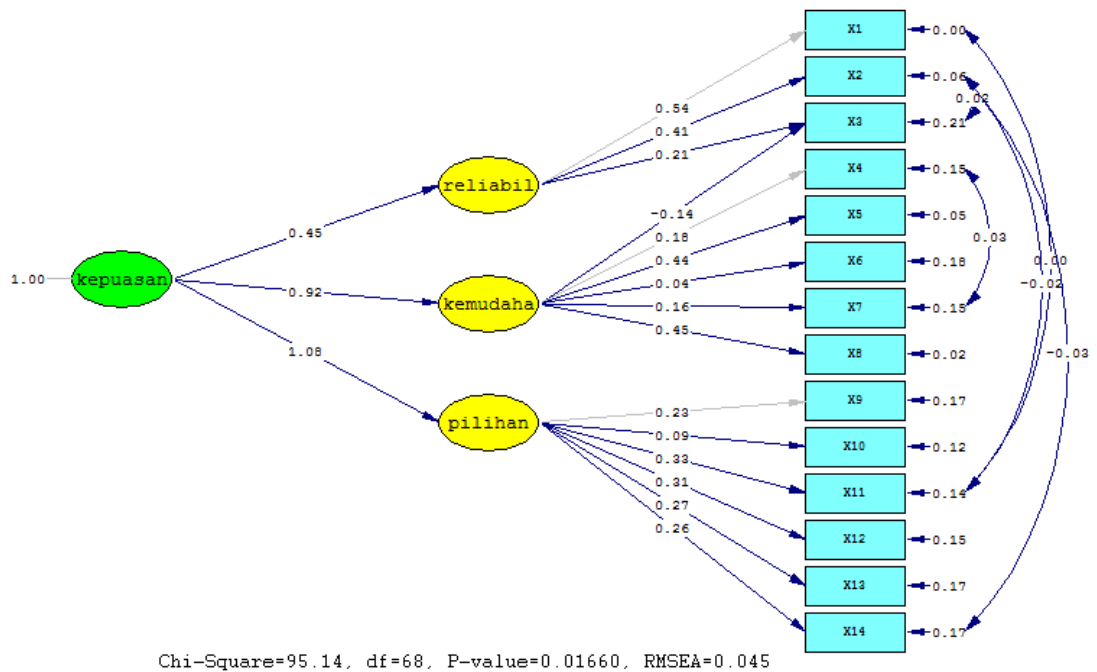 X1
0.00
X2
0.06
0.02
0.54
0.41
X3
0.21
0.21
X4
0.15
reliabil
-0.14
X5
0.05
0.45
0.18
0.03
0.44
X6
0.18
0.00
1.00
kepuasan
0.04
-0.02
0.92
kemudaha
0.16
X7
0.15
0.45
1.08
X8
0.02
-0.03
X9
0.17
0.23
pilihan
0.09
X10
0.12
0.33
0.31
X11
0.14
0.27
0.26
X12
0.15
X13
0.17
X14
0.17
Chi-Square=95.14, df=68, P-value=0.01660, RMSEA=0.045